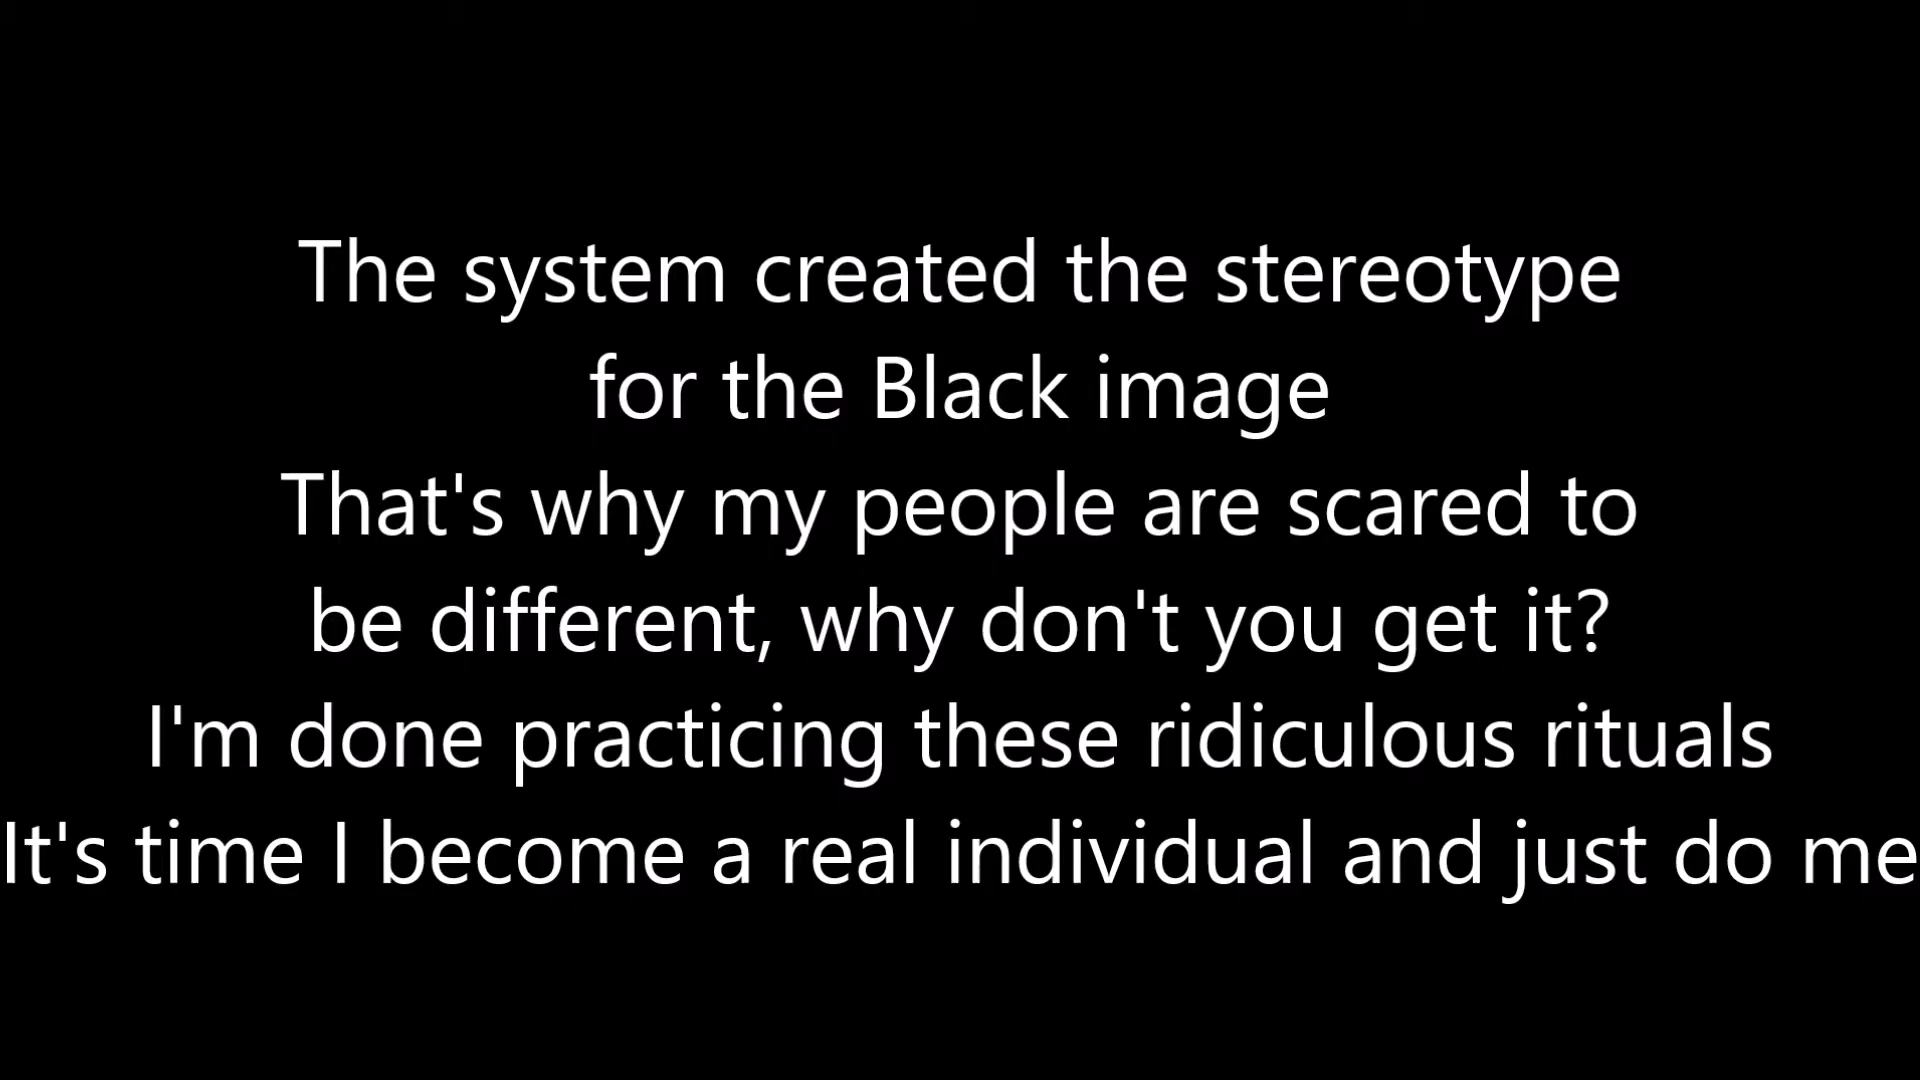 The system created the stereotype
for the Black image
That's why my people are scared to
be different, why don't you get it?
I'm done practicing these ridiculous rituals
It's time I become a real individual and just do me